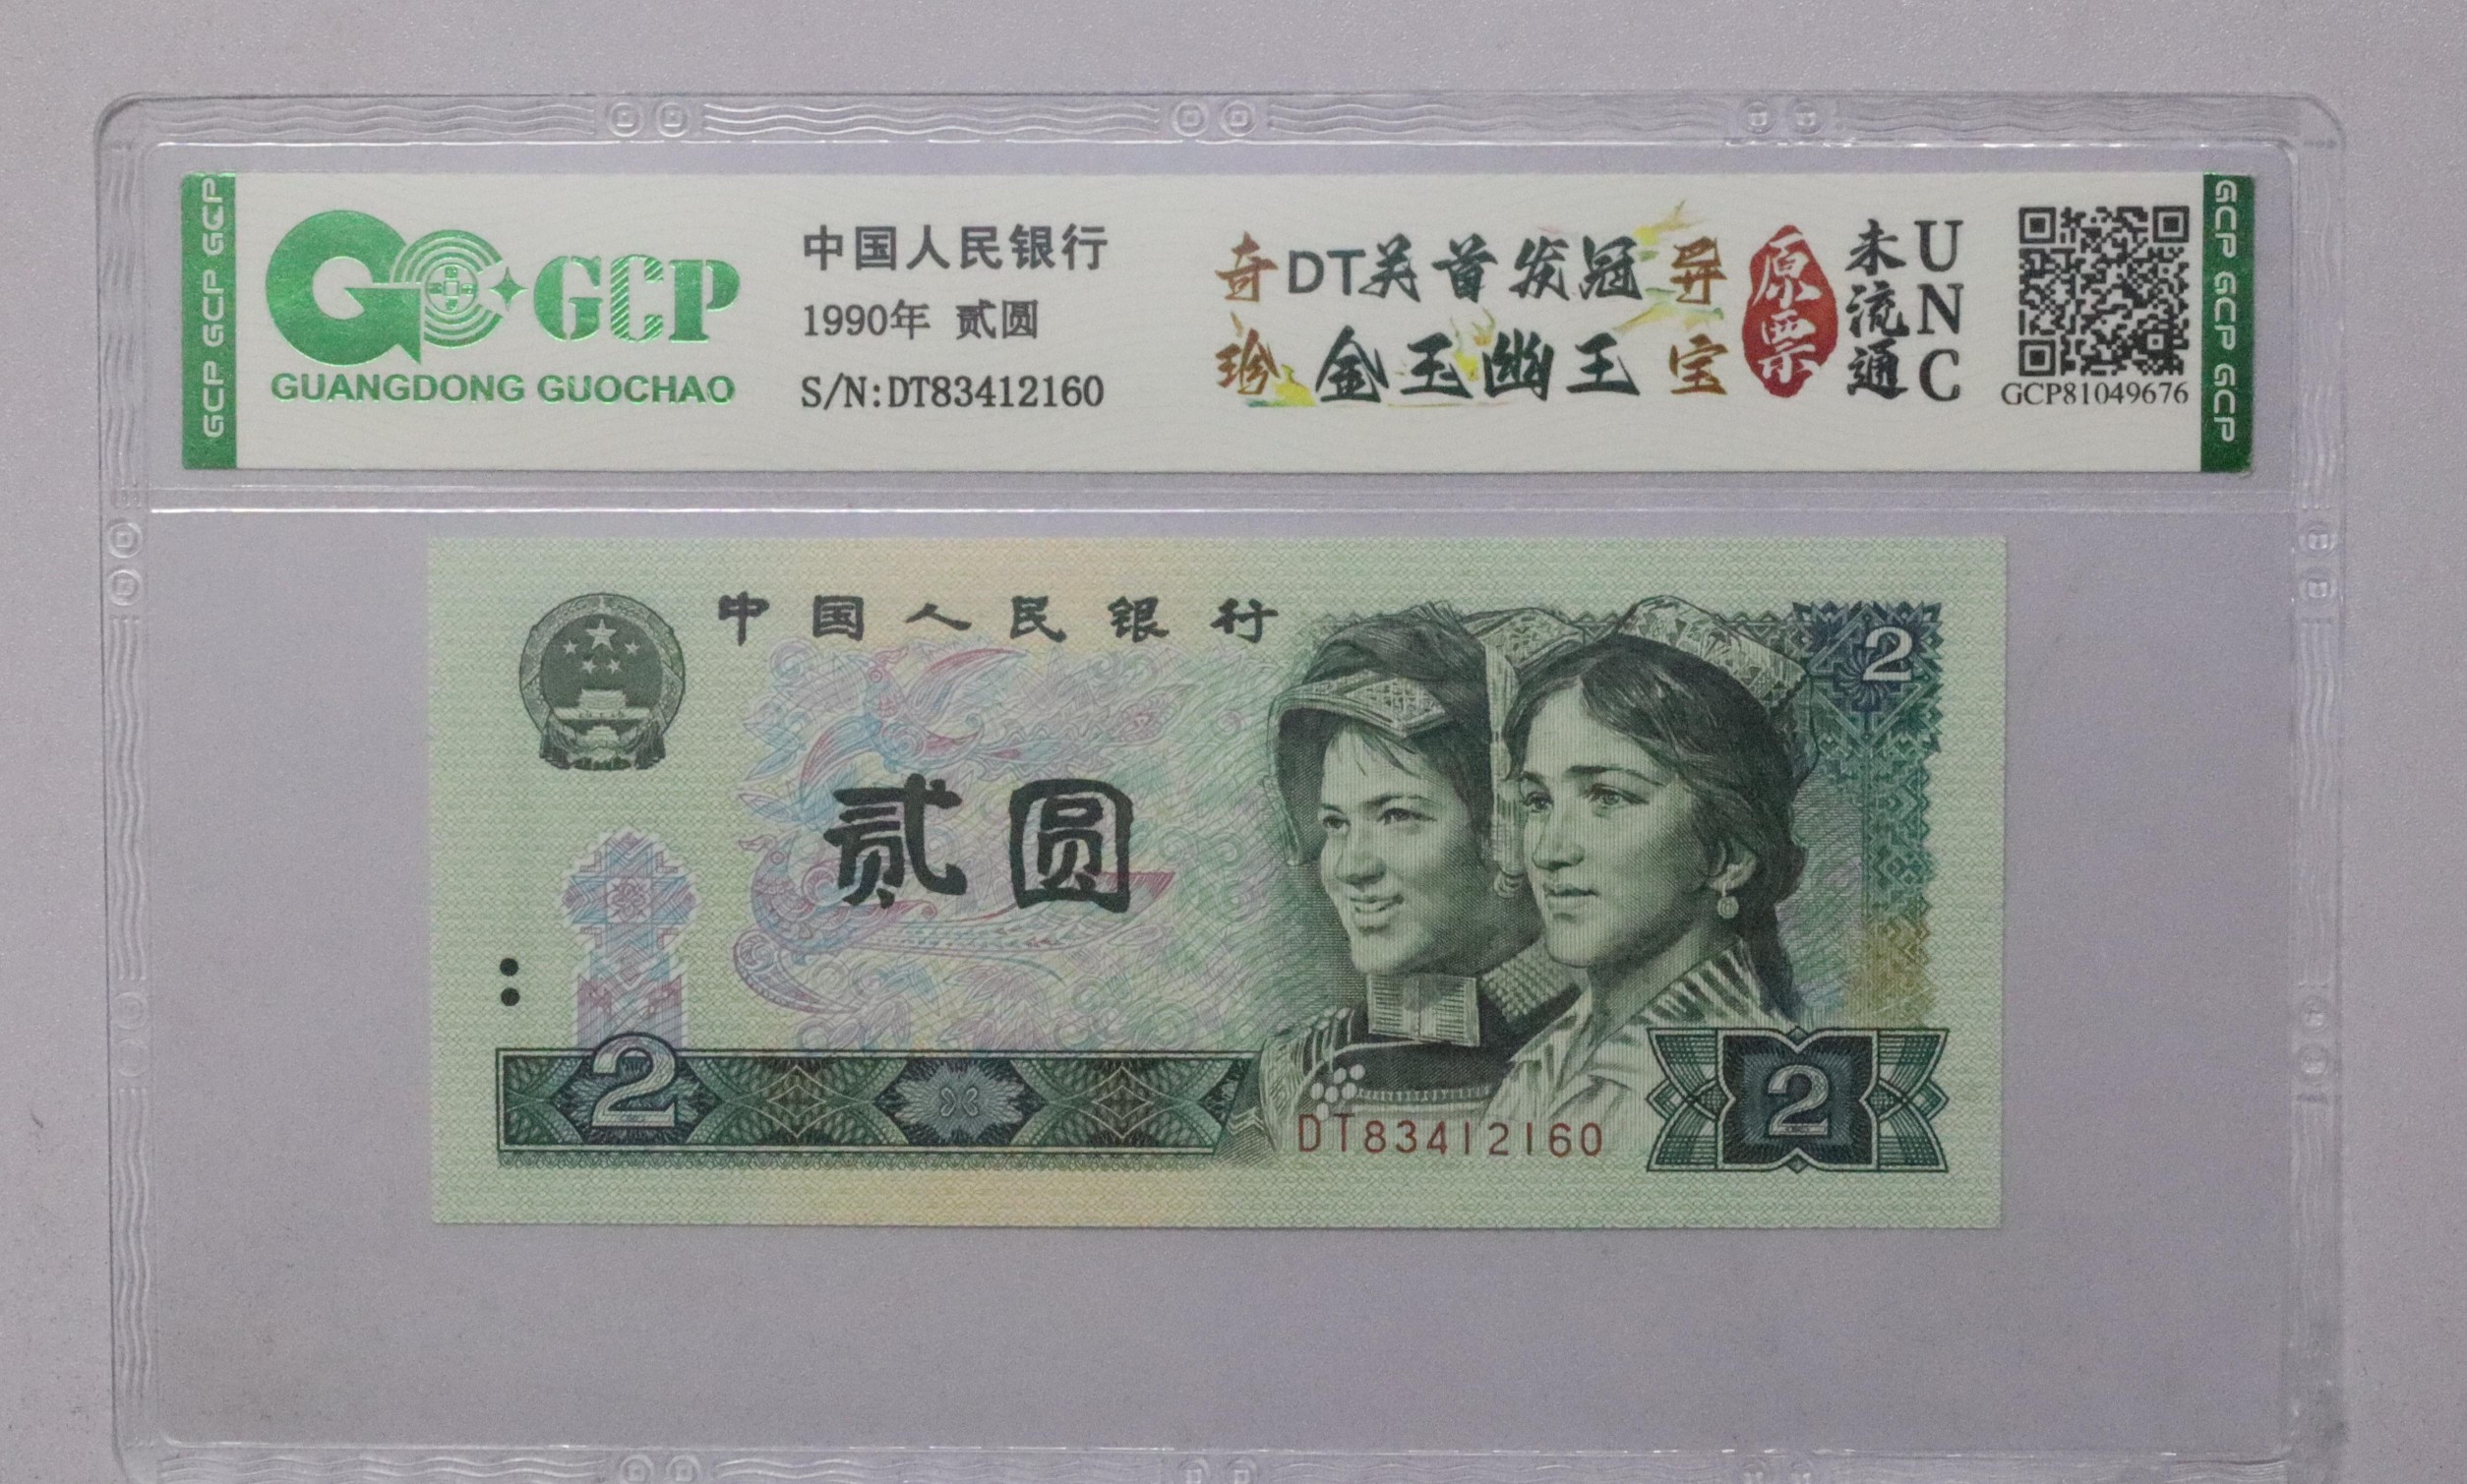 GCP GCP GCP
GCP
GUANGDONG GUOCHAO
中国人民银行
1990年 贰圆
S/N:DT83412160
奇 DT关首发冠 异
珍 金玉幽王 宝
原票
未流通
UNC
GCP81049676
GCP GCP GCP
中国人民银行
2
贰圆
2
2
DT83412160